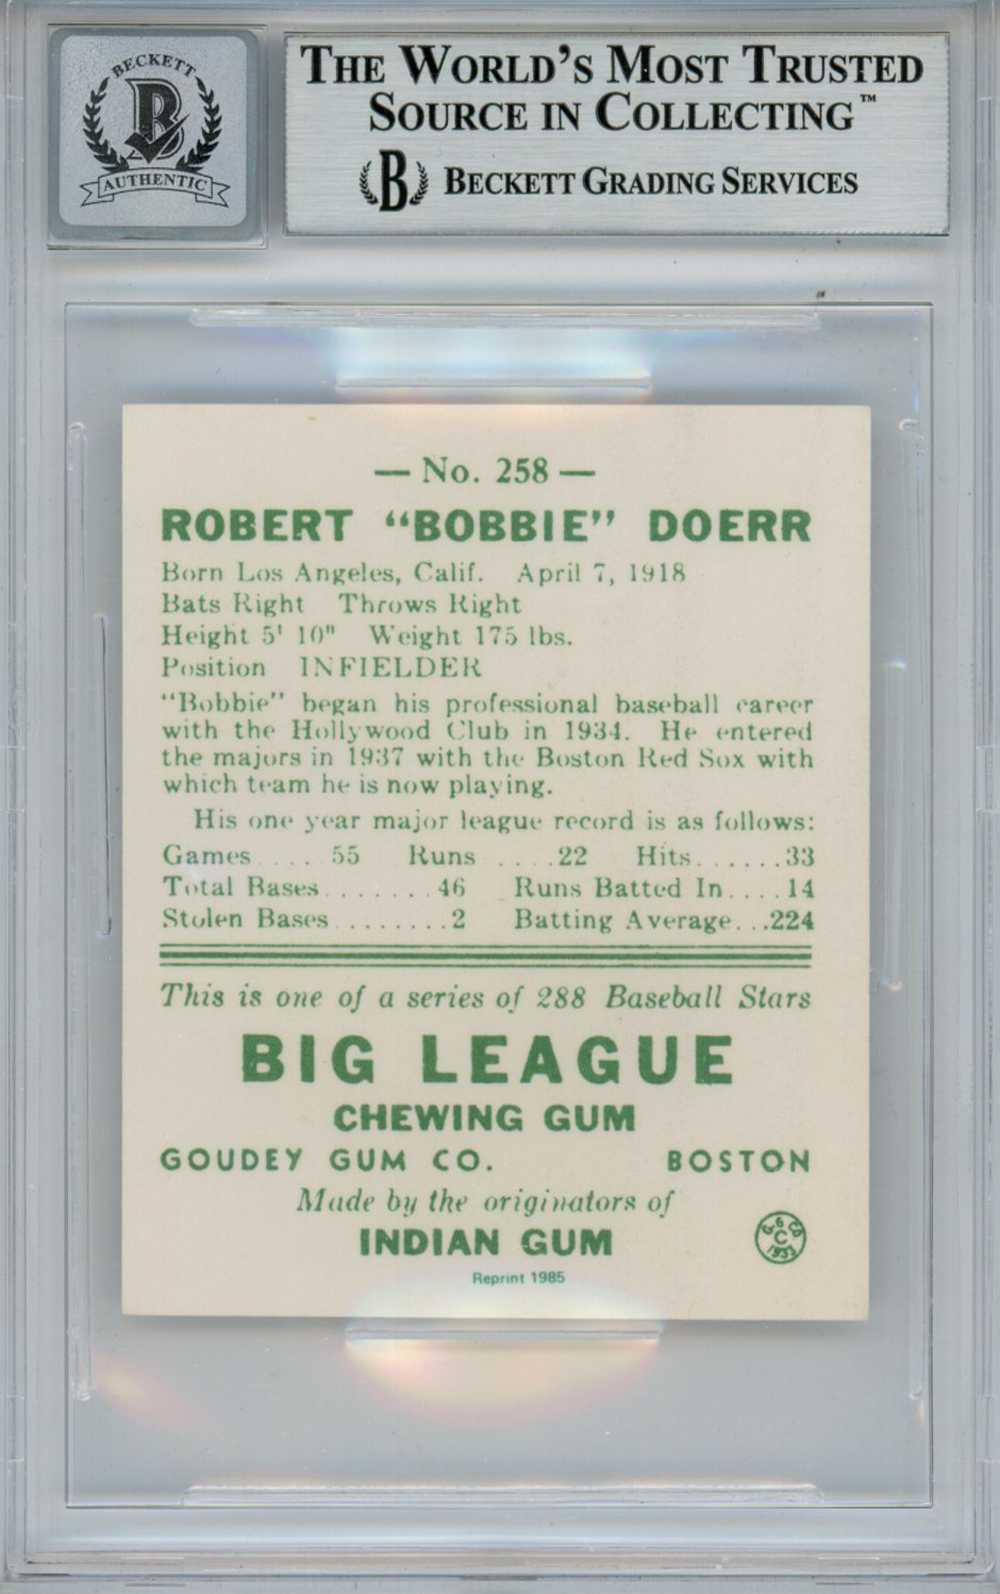 BECKETT
B
AUTHENTIC
THE WORLD'S MOST TRUSTED
SOURCE IN COLLECTING™
B BECKETT GRADING SERVICES
— No. 258 —
ROBERT "BOBBIE" DOERR
Born Los Angeles, Calif. April 7, 1918
Bats Right Throws Right
Height 5' 10" Weight 175 lbs.
Position INFIELDER
"Bobbie" began his professional baseball career
with the Hollywood Club in 1934. He entered
the majors in 1937 with the Boston Red Sox with
which team he is now playing.
His one year major league record is as follows:
Games.... 55 Runs ....22 Hits......33
Total Bases.......46 Runs Batted In....14
Stolen Bases........2 Batting Average...224
This is one of a series of 288 Baseball Stars
BIG LEAGUE
CHEWING GUM
GOUDEY GUM CO. BOSTON
Made by the originators of
INDIAN GUM
G. G. Co
C
1933
Reprint 1985